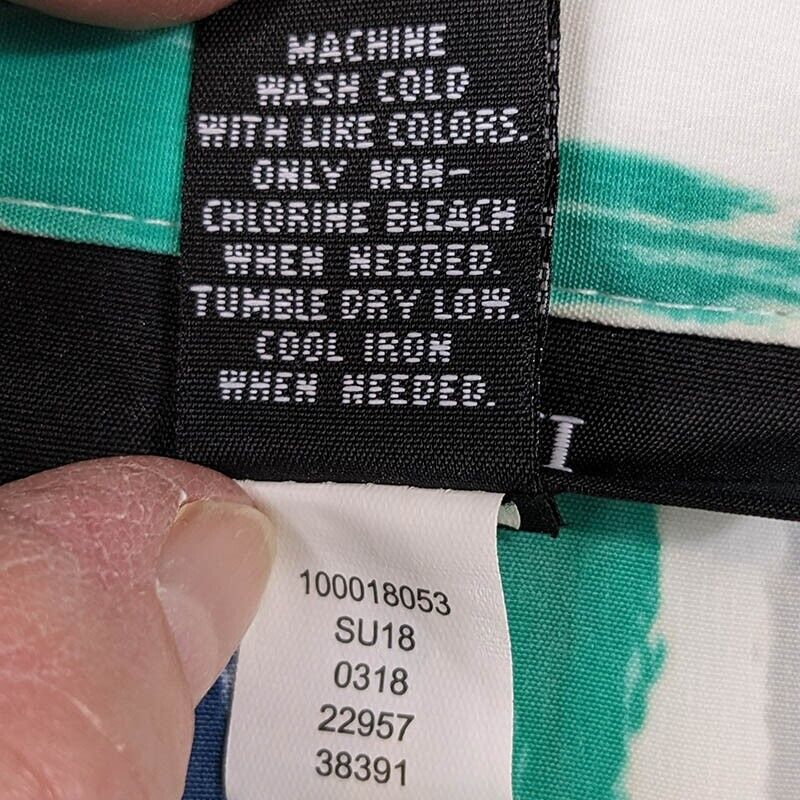 MACHINE
WASH COLD
WITH LIKE COLORS.
ONLY NON-
CHLORINE BLEACH
WHEN NEEDED.
TUMBLE DRY LOW.
COOL IRON
WHEN NEEDED.
I
100018053
SU18
0318
22957
38391